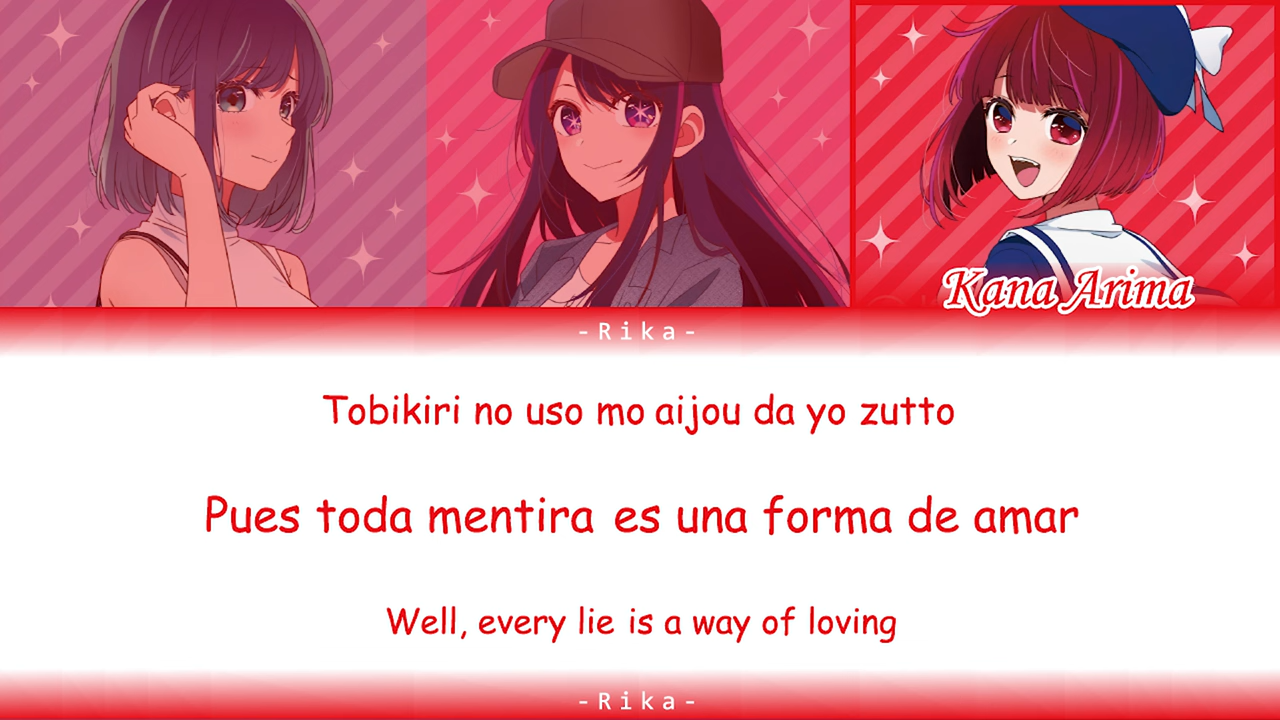 Kana Arima
-Rika-
Tobikiri no uso mo aijou da yo zutto
Pues toda mentira es una forma de amar
Well, every lie is a way of loving
-Rika-